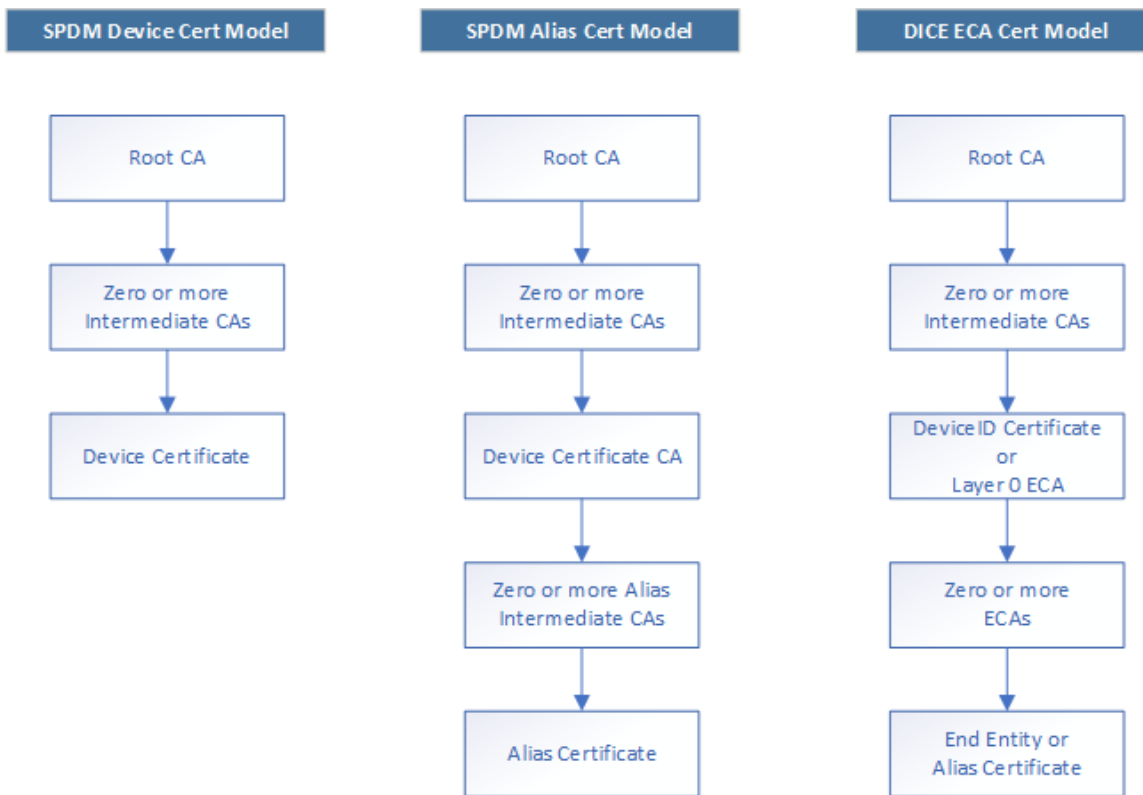 SPDM Device Cert Model
Root CA
Zero or more
Intermediate CAs
Device Certificate
SPDM Alias Cert Model
Root CA
Zero or more
Intermediate CAs
Device Certificate CA
Zero or more Alias
Intermediate CAs
Alias Certificate
DICE ECA Cert Model
Root CA
Zero or more
Intermediate CAs
DeviceID Certificate
or
Layer 0 ECA
Zero or more
ECAs
End Entity or
Alias Certificate